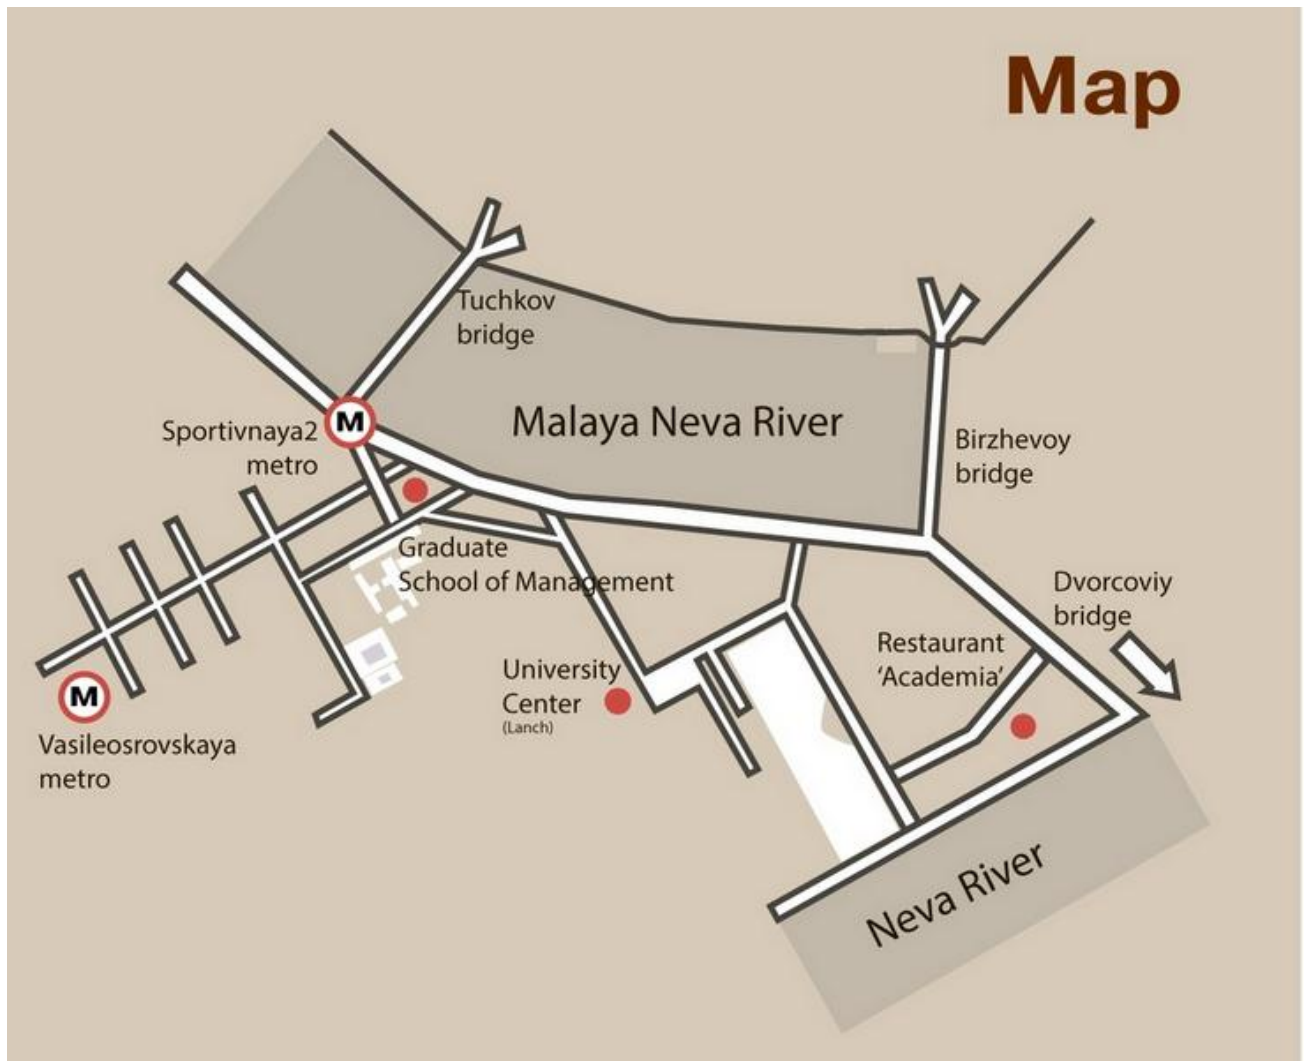 Map
Tuchkov
bridge
Malaya Neva River
Sportivnaya2
metro
M
Birzhevoy
bridge
Graduate
School of Management
Dvorcoviy
bridge
Restaurant
'Academia'
University
Center
(Lanch)
M
Vasileosrovskaya
metro
Neva River